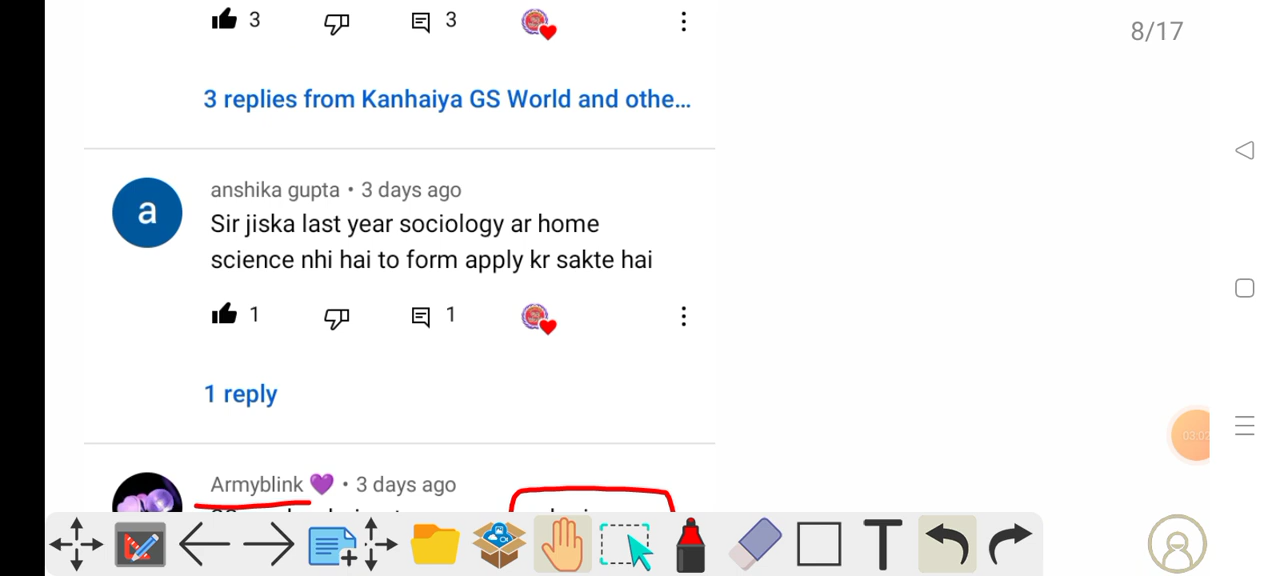 3
3
8/17
3 replies from Kanhaiya GS World and othe...
a
anshika gupta • 3 days ago
Sir jiska last year sociology ar home
science nhi hai to form apply kr sakte hai
1
1
1 reply
03:02
Armyblink 💜 • 3 days ago
T